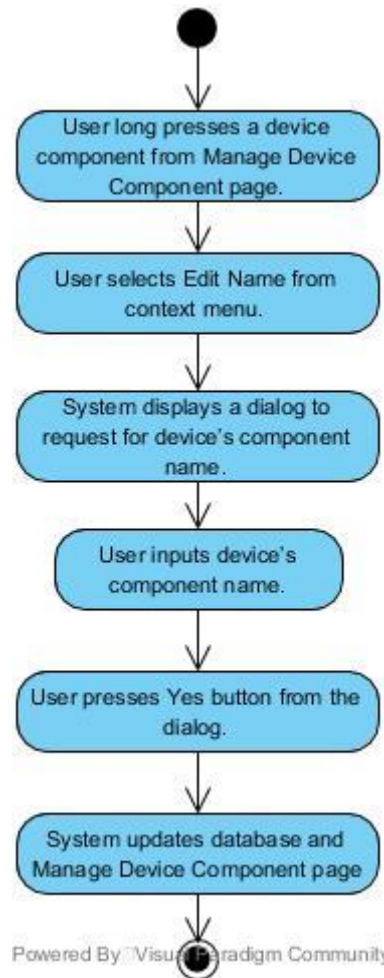 User long presses a device
component from Manage Device
Component page.
User selects Edit Name from
context menu.
System displays a dialog to
request for device’s component
name.
User inputs device’s
component name.
User presses Yes button from the
dialog.
System updates database and
Manage Device Component page
Powered By Visual Paradigm Community